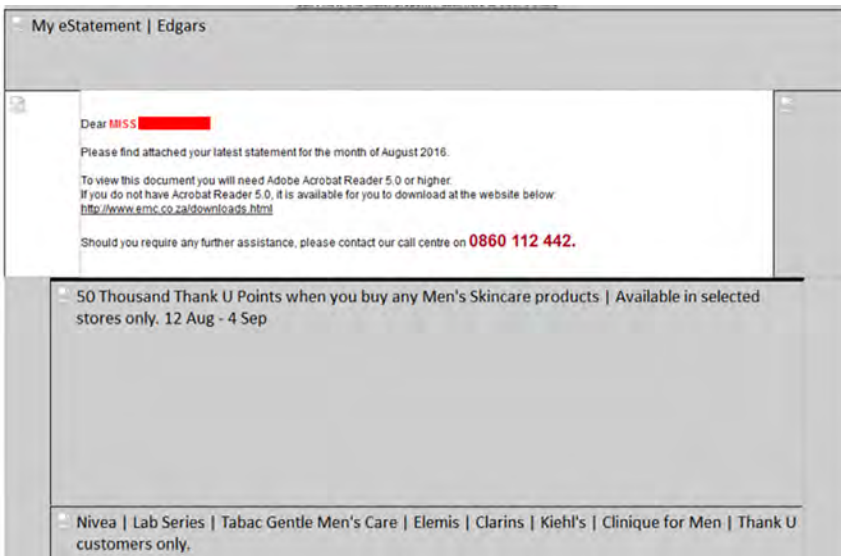 My eStatement | Edgars
Dear MISS
Please find attached your latest statement for the month of August 2016.
To view this document you will need Adobe Acrobat Reader 5.0 or higher.
If you do not have Acrobat Reader 5.0, it is available for you to download at the website below:
http://www.emc.co.za/downloads.html
Should you require any further assistance, please contact our call centre on 0860 112 442.
50 Thousand Thank U Points when you buy any Men's Skincare products | Available in selected
stores only. 12 Aug - 4 Sep
Nivea | Lab Series | Tabac Gentle Men's Care | Elemis | Clarins | Kiehl's | Clinique for Men | Thank U
customers only.